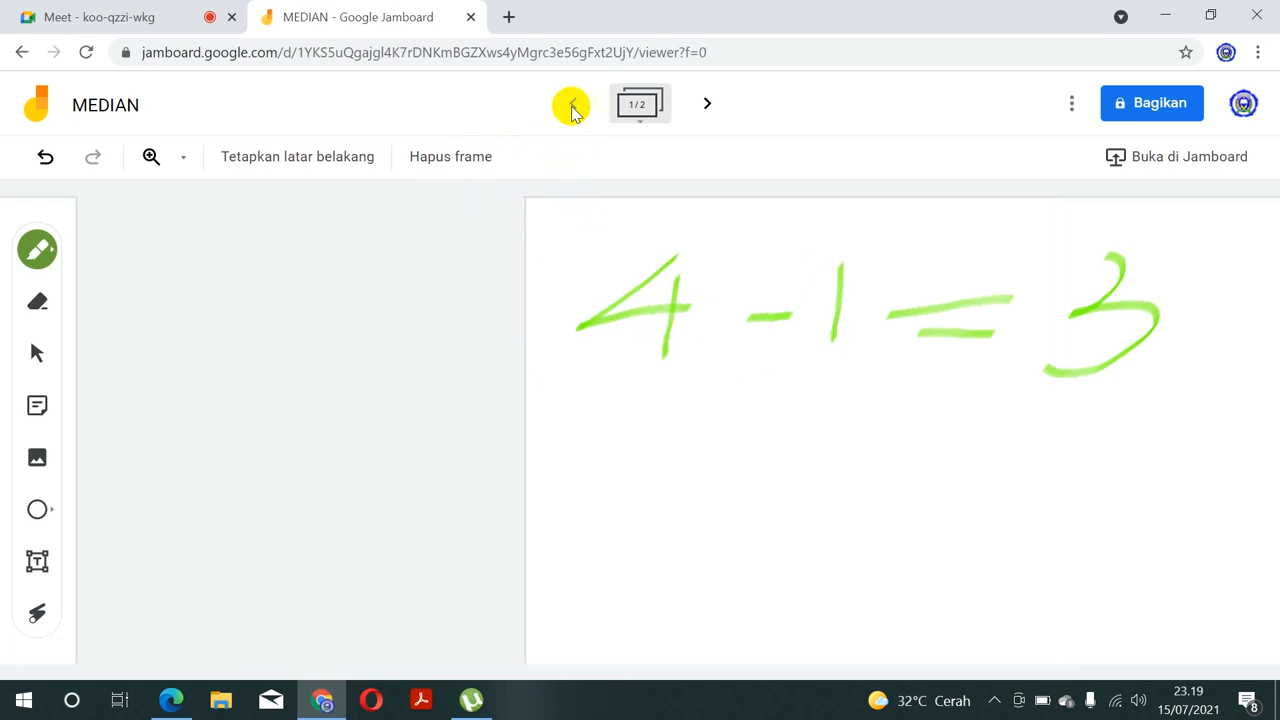 Meet - koo-qzzi-wkg
MEDIAN - Google Jamboard
jamboard.google.com/d/1YKS5uQgajgl4K7rDNKmBGZXws4yMgrc3e56gFxt2UjY/viewer?f=0
MEDIAN
1 / 2
Bagikan
Tetapkan latar belakang
Hapus frame
Buka di Jamboard
4 - 1 = 3
32°C Cerah
23.19
15/07/2021
8